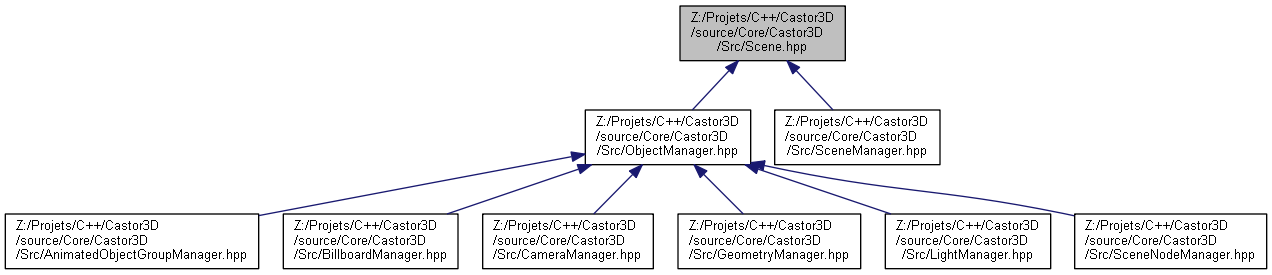 Z:/Projets/C++/Castor3D
/source/Core/Castor3D
/Src/Scene.hpp
Z:/Projets/C++/Castor3D
/source/Core/Castor3D
/Src/ObjectManager.hpp
Z:/Projets/C++/Castor3D
/source/Core/Castor3D
/Src/SceneManager.hpp
Z:/Projets/C++/Castor3D
/source/Core/Castor3D
/Src/AnimatedObjectGroupManager.hpp
Z:/Projets/C++/Castor3D
/source/Core/Castor3D
/Src/BillboardManager.hpp
Z:/Projets/C++/Castor3D
/source/Core/Castor3D
/Src/CameraManager.hpp
Z:/Projets/C++/Castor3D
/source/Core/Castor3D
/Src/GeometryManager.hpp
Z:/Projets/C++/Castor3D
/source/Core/Castor3D
/Src/LightManager.hpp
Z:/Projets/C++/Castor3D
/source/Core/Castor3D
/Src/SceneNodeManager.hpp